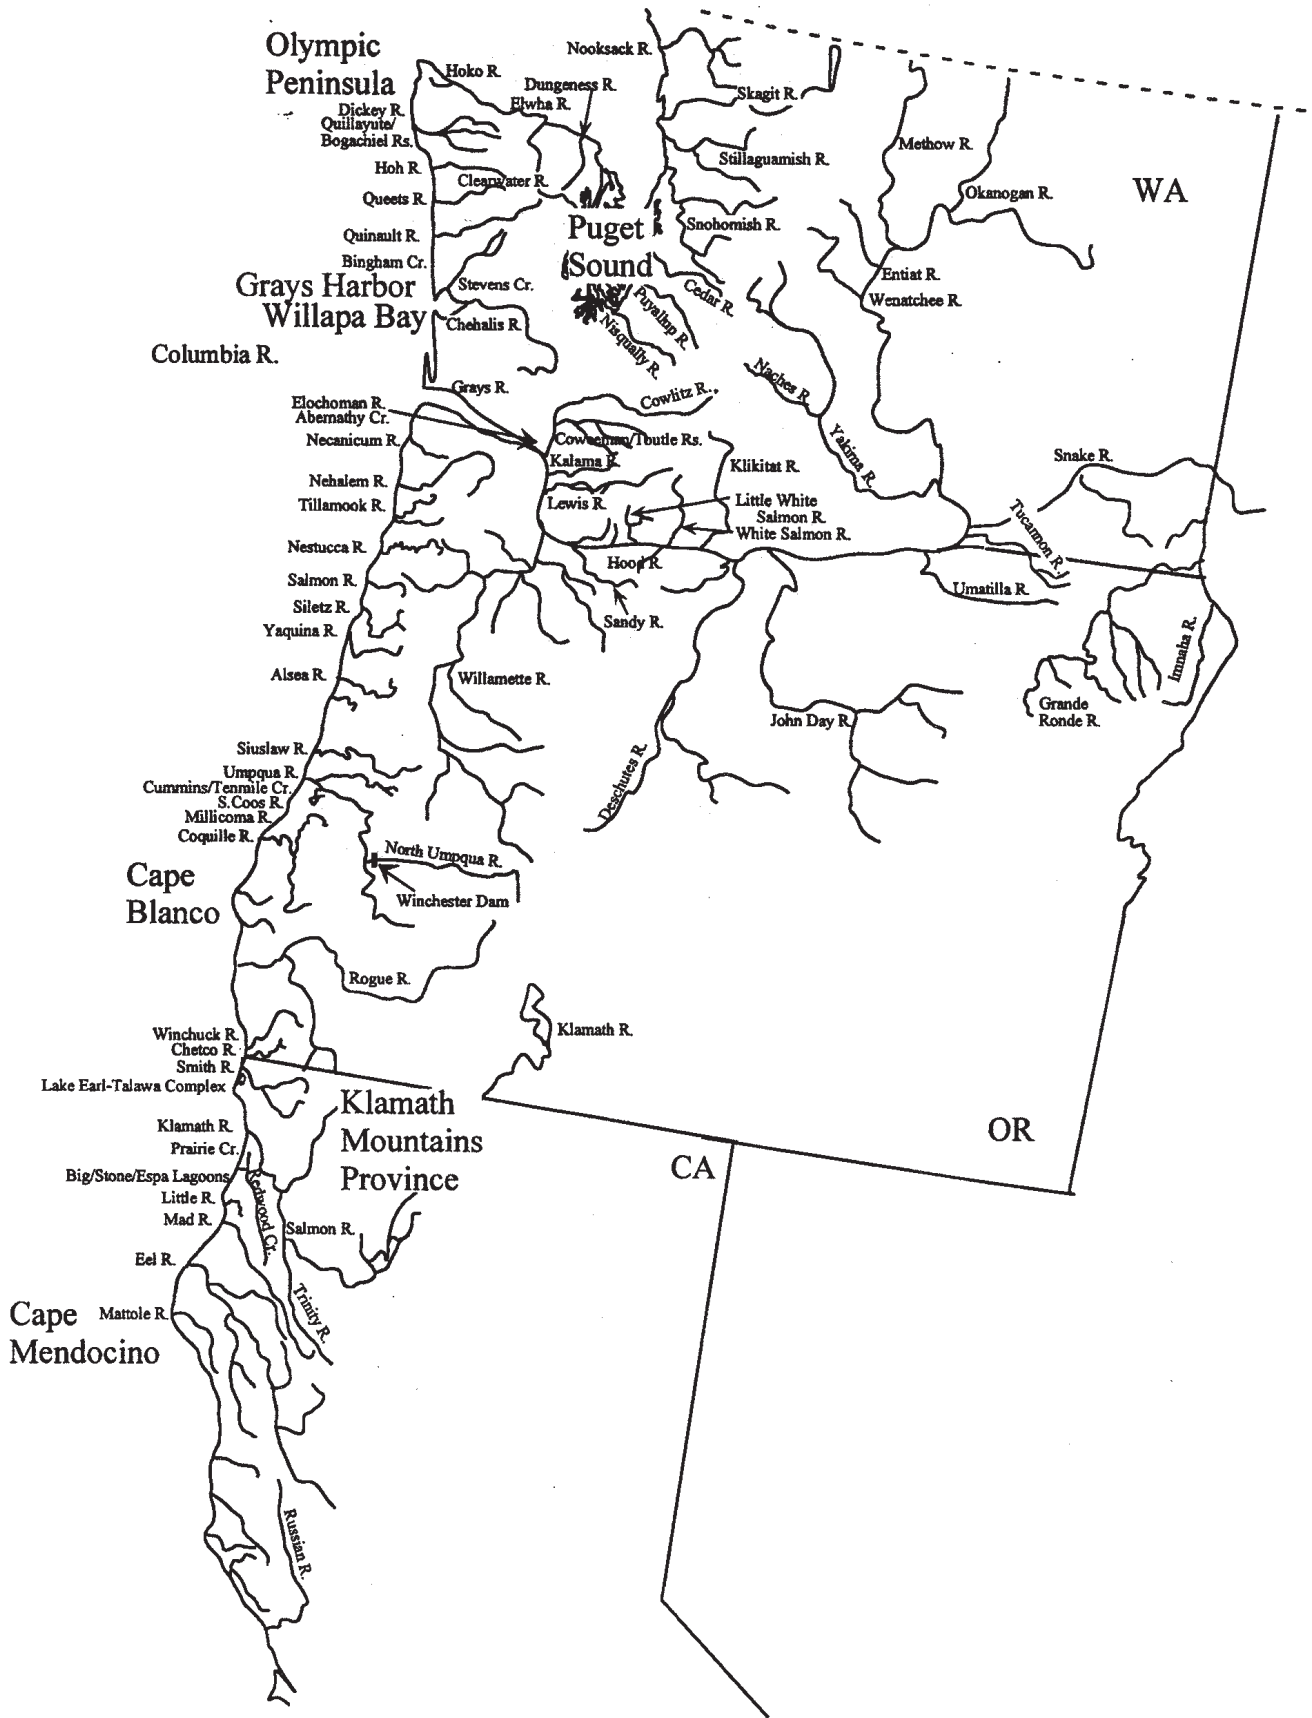 Olympic
Peninsula
Nooksack R.
Hoko R.
Dungeness R.
Elwha R.
Skagit R.
Dickey R.
Quillayute/
Bogachiel Rs.
Methow R.
Stillaguamish R.
Hoh R.
Clearwater R.
WA
Okanogan R.
Queets R.
Puget
Sound
Snohomish R.
Quinault R.
Bingham Cr.
Entiat R.
Grays Harbor
Stevens Cr.
Cedar R.
Wenatchee R.
Willapa Bay
Chehalis R.
Puyallup R.
Nisqually R.
Columbia R.
Naches R.
Grays R.
Cowlitz R.
Elochoman R.
Abernathy Cr.
Necanicum R.
Coweeman/Toutle Rs.
Yakima R.
Kalama R.
Klikitat R.
Snake R.
Nehalem R.
Tillamook R.
Lewis R.
Little White
Salmon R.
White Salmon R.
Tucannon R.
Nestucca R.
Hood R.
Salmon R.
Umatilla R.
Siletz R.
Sandy R.
Yaquina R.
Imnaha R.
Alsea R.
Willamette R.
Grande
Ronde R.
John Day R.
Siuslaw R.
Umpqua R.
Deschutes R.
Cummins/Tenmile Cr.
S.Coos R.
Millicoma R.
Coquille R.
North Umpqua R.
Cape
Blanco
Winchester Dam
Rogue R.
Klamath R.
Winchuck R.
Chetco R.
Smith R.
Lake Earl-Talawa Complex
Klamath
Mountains
Province
Klamath R.
OR
Prairie Cr.
CA
Big/Stone/Espa Lagoons
Redwood Cr.
Little R.
Mad R.
Salmon R.
Eel R.
Trinity R.
Cape
Mendocino
Mattole R.
Russian R.